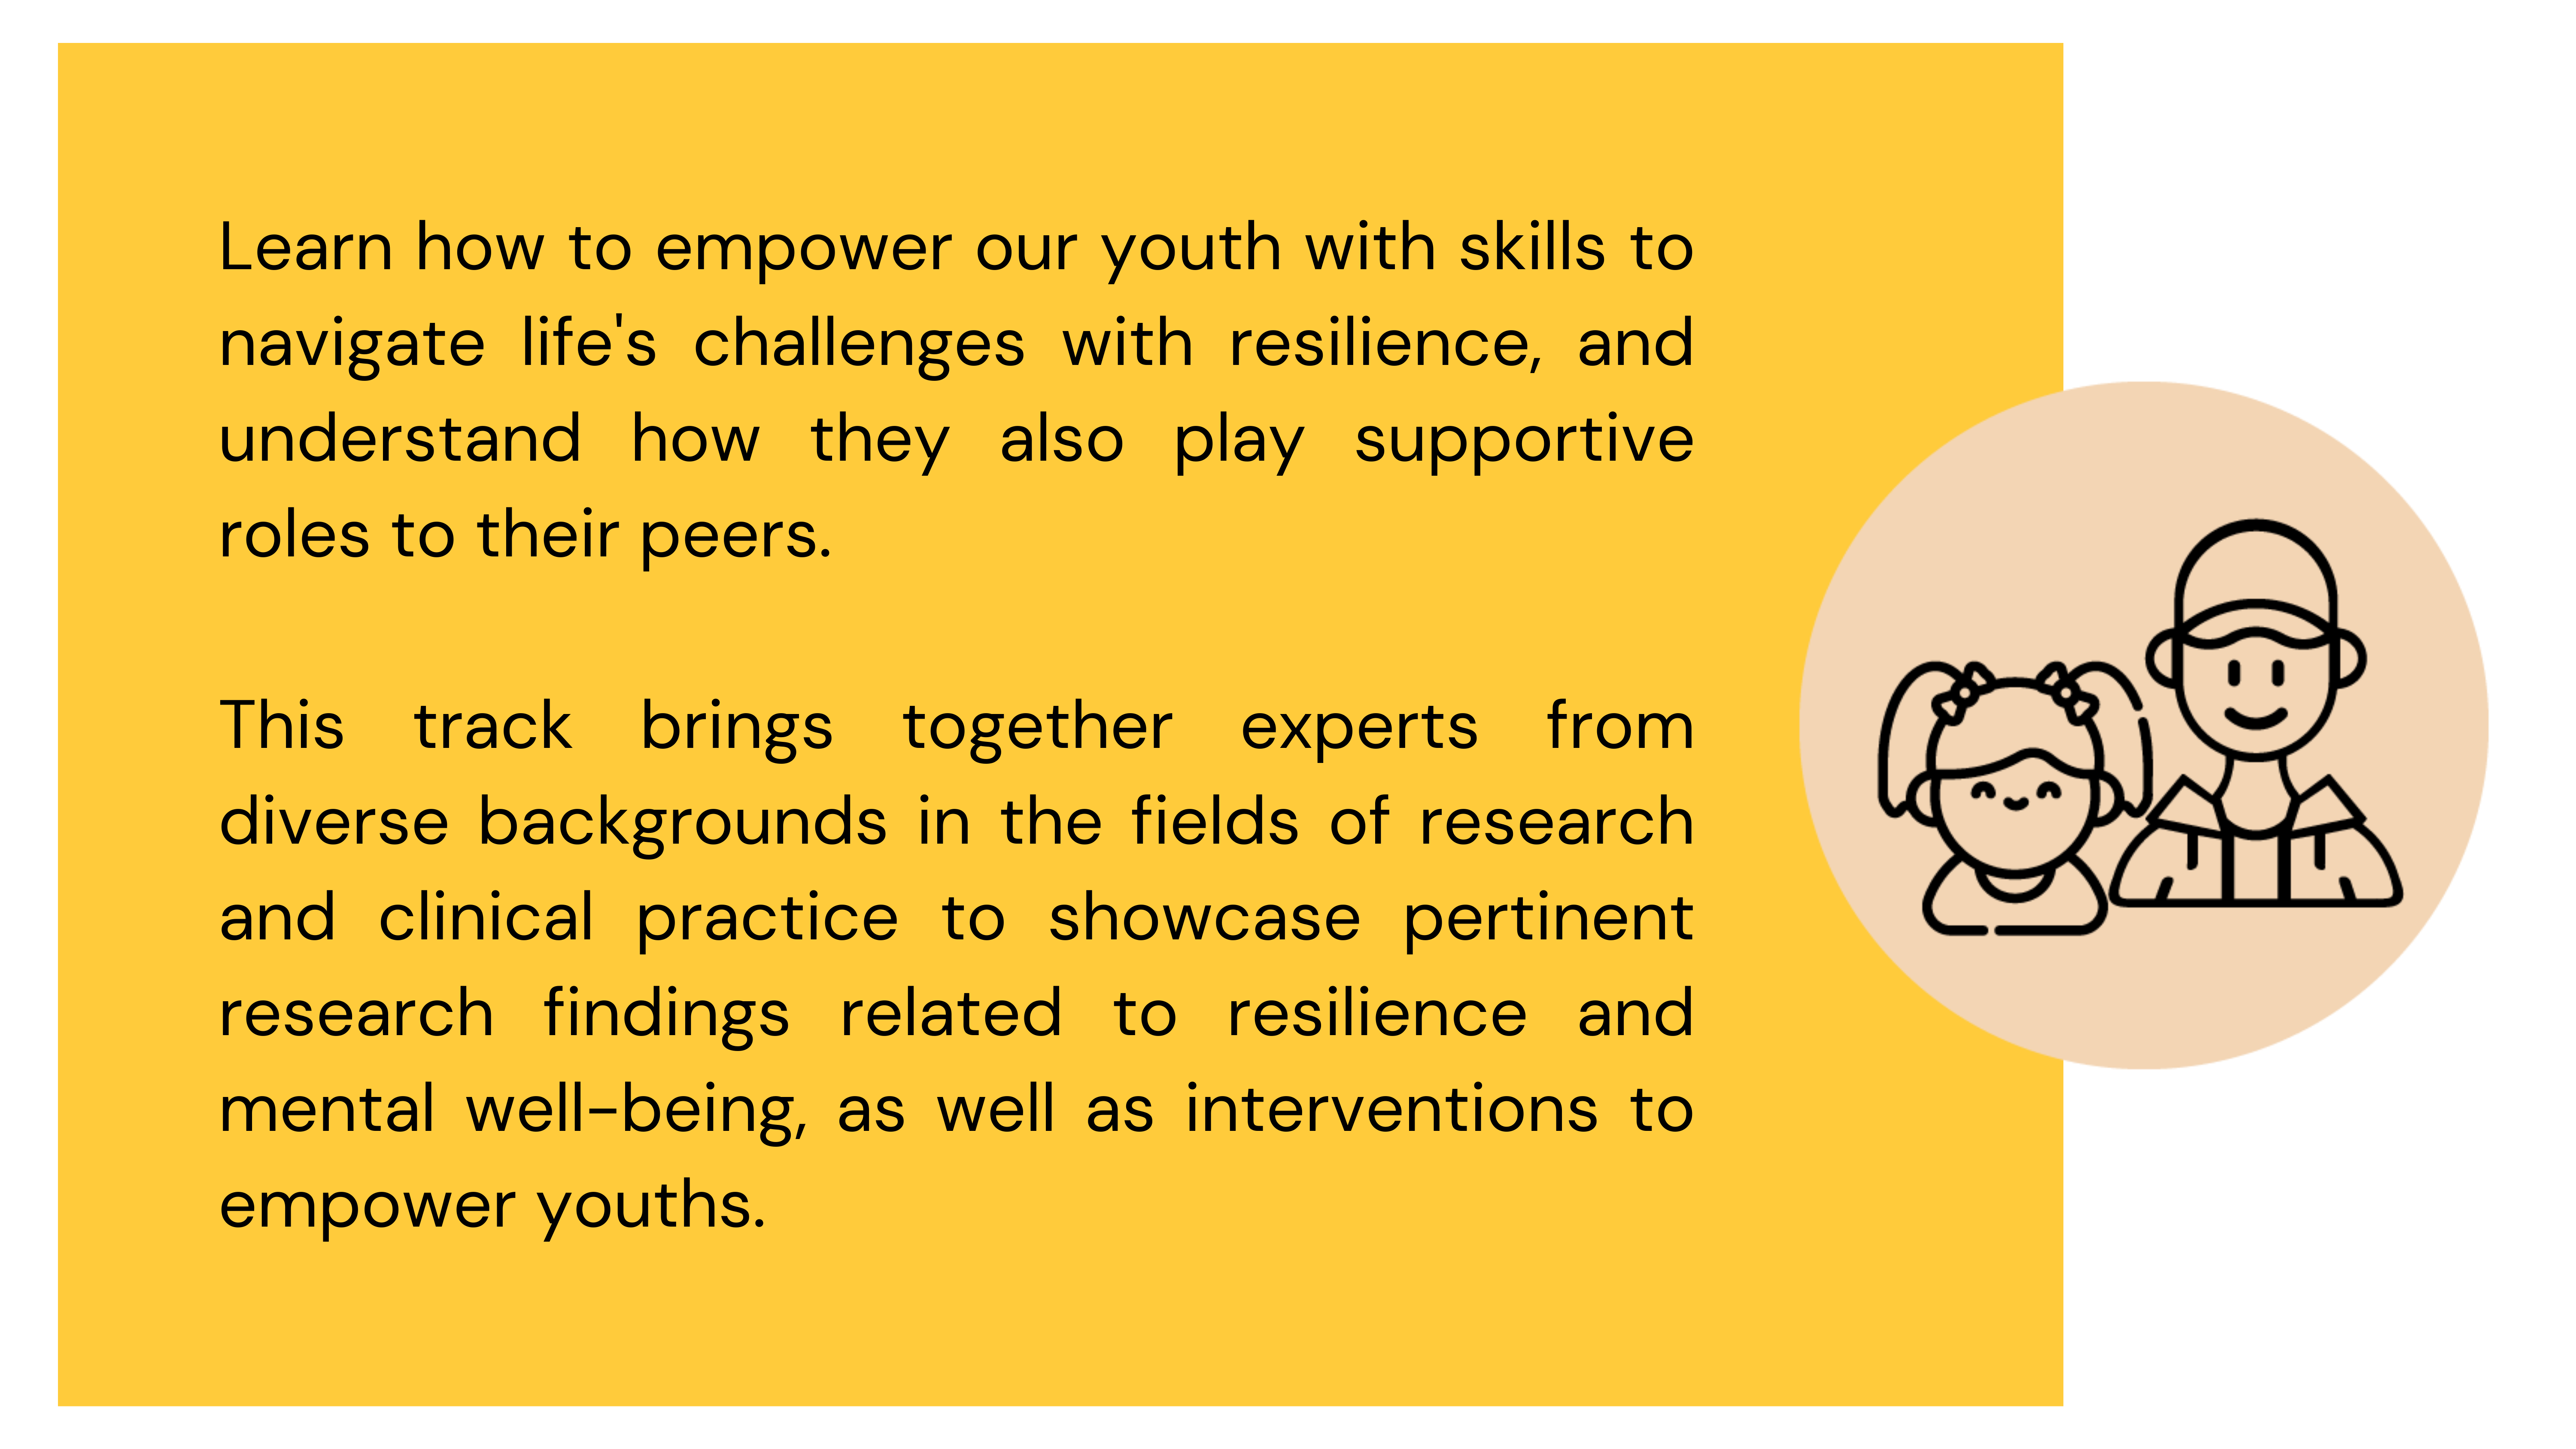 Learn how to empower our youth with skills to
navigate life's challenges with resilience, and
understand how they also play supportive
roles to their peers.
This track brings together experts from
diverse backgrounds in the fields of research
and clinical practice to showcase pertinent
research findings related to resilience and
mental well-being, as well as interventions to
empower youths.